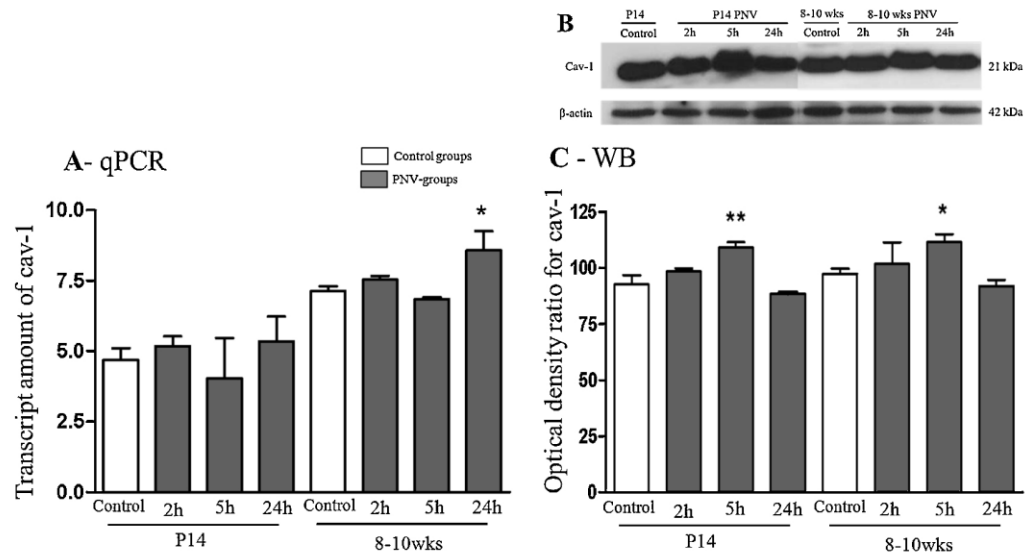 B
P14 P14 PNV 8-10 wks 8-10 wks PNV
Control 2h 5h 24h Control 2h 5h 24h
Cav-1 21 kDa
β-actin 42 kDa
A- qPCR
Control groups
PNV-groups
Transcript amount of cav-1
10.0
7.5
5.0
2.5
0.0
*
Control 2h 5h 24h Control 2h 5h 24h
P14 8-10wks
C - WB
Optical density ratio for cav-1
125
100
75
50
25
0
** *
Control 2h 5h 24h Control 2h 5h 24h
P14 8-10wks